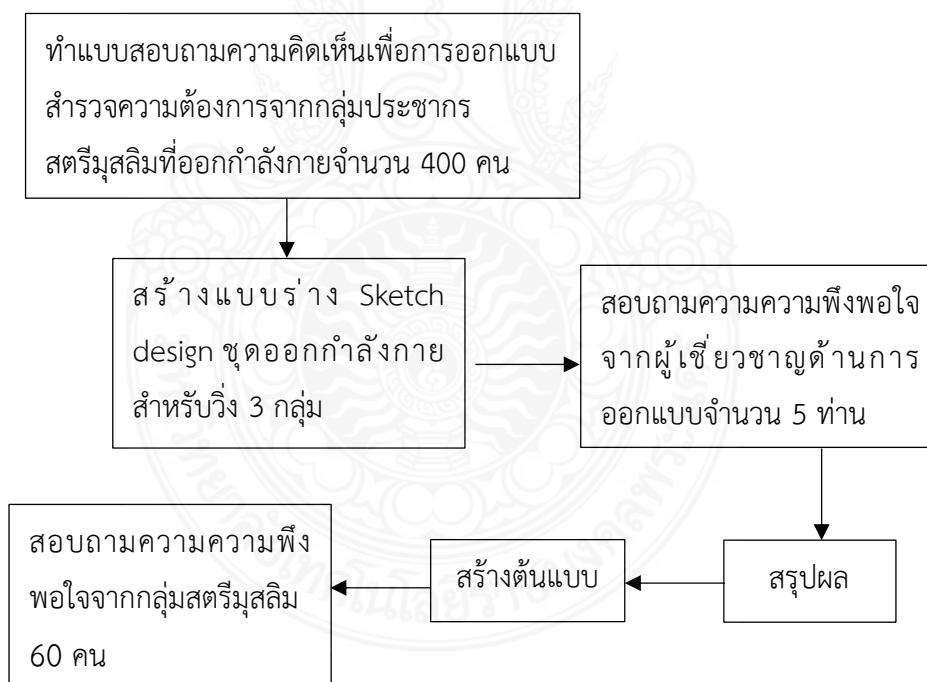 ทำแบบสอบถามความคิดเห็นเพื่อการออกแบบ
สำรวจความต้องการจากกลุ่มประชากร
สตรีมุสลิมที่ออกกำลังกายจำนวน 400 คน
สร้างแบบร่าง Sketch
design ชุดออกกำลังกาย
สำหรับวิ่ง 3 กลุ่ม
สอบถามความความพึงพอใจ
จากผู้เชี่ยวชาญด้านการ
ออกแบบจำนวน 5 ท่าน
สรุปผล
สร้างต้นแบบ
สอบถามความความพึง
พอใจจากกลุ่มสตรีมุสลิม
60 คน